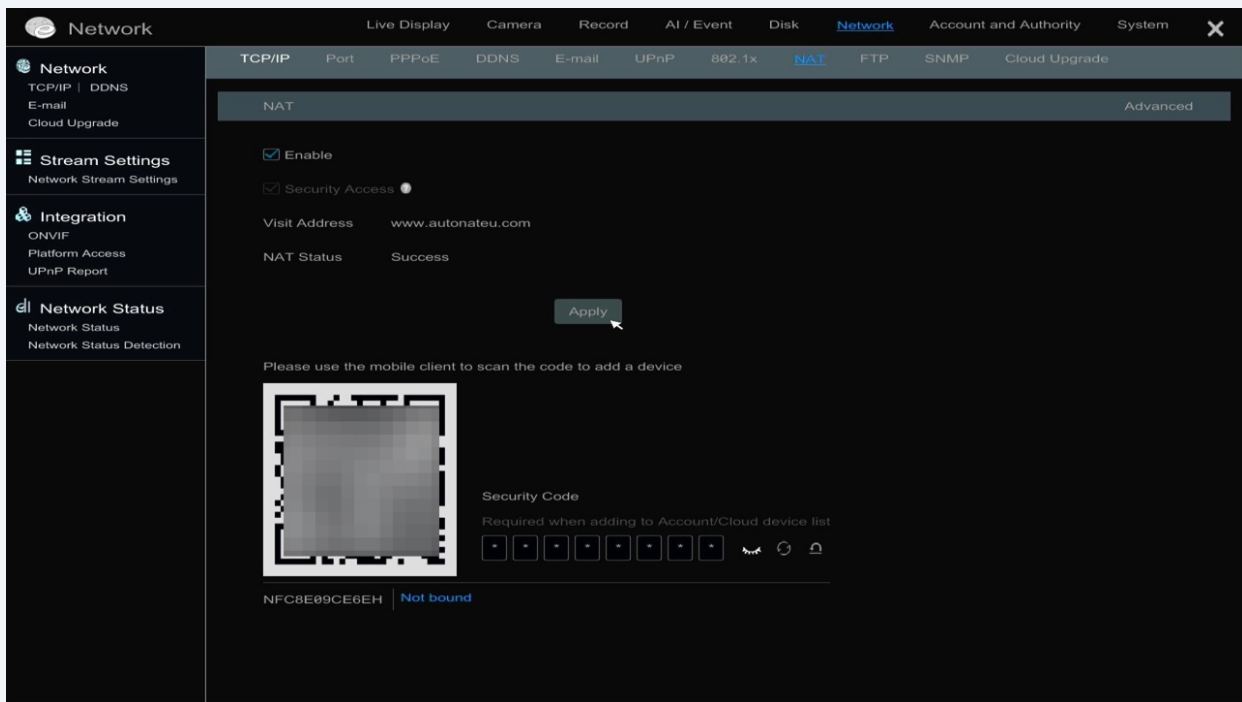 Network
Live Display Camera Record AI / Event Disk Network Account and Authority System
TCP/IP Port PPPoE DDNS E-mail UPnP 802.1x NAT FTP SNMP Cloud Upgrade
Network
TCP/IP | DDNS
E-mail
Cloud Upgrade
Stream Settings
Network Stream Settings
Integration
ONVIF
Platform Access
UPnP Report
Network Status
Network Status
Network Status Detection
NAT Advanced
Enable
Security Access ?
Visit Address www.autonateu.com
NAT Status Success
Apply
Please use the mobile client to scan the code to add a device
Security Code
Required when adding to Account/Cloud device list
* * * * * * * *
NFC8E09CE6EH Not bound